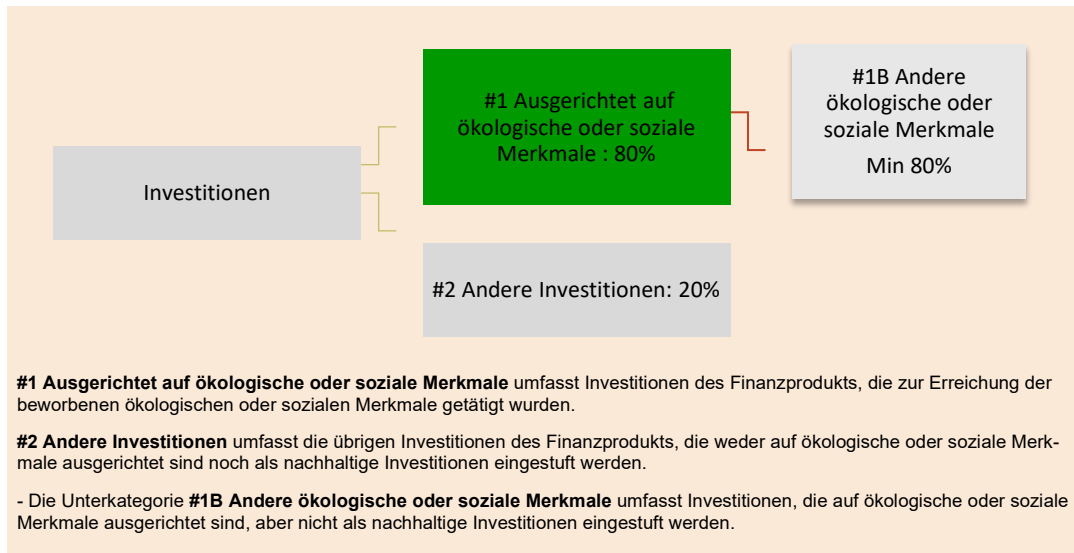 #1 Ausgerichtet auf
ökologische oder soziale
Merkmale : 80%
#1B Andere
ökologische oder
soziale Merkmale
Min 80%
Investitionen
#2 Andere Investitionen: 20%
#1 Ausgerichtet auf ökologische oder soziale Merkmale umfasst Investitionen des Finanzprodukts, die zur Erreichung der
beworbenen ökologischen oder sozialen Merkmale getätigt wurden.
#2 Andere Investitionen umfasst die übrigen Investitionen des Finanzprodukts, die weder auf ökologische oder soziale Merk-
male ausgerichtet sind noch als nachhaltige Investitionen eingestuft werden.
- Die Unterkategorie #1B Andere ökologische oder soziale Merkmale umfasst Investitionen, die auf ökologische oder soziale
Merkmale ausgerichtet sind, aber nicht als nachhaltige Investitionen eingestuft werden.